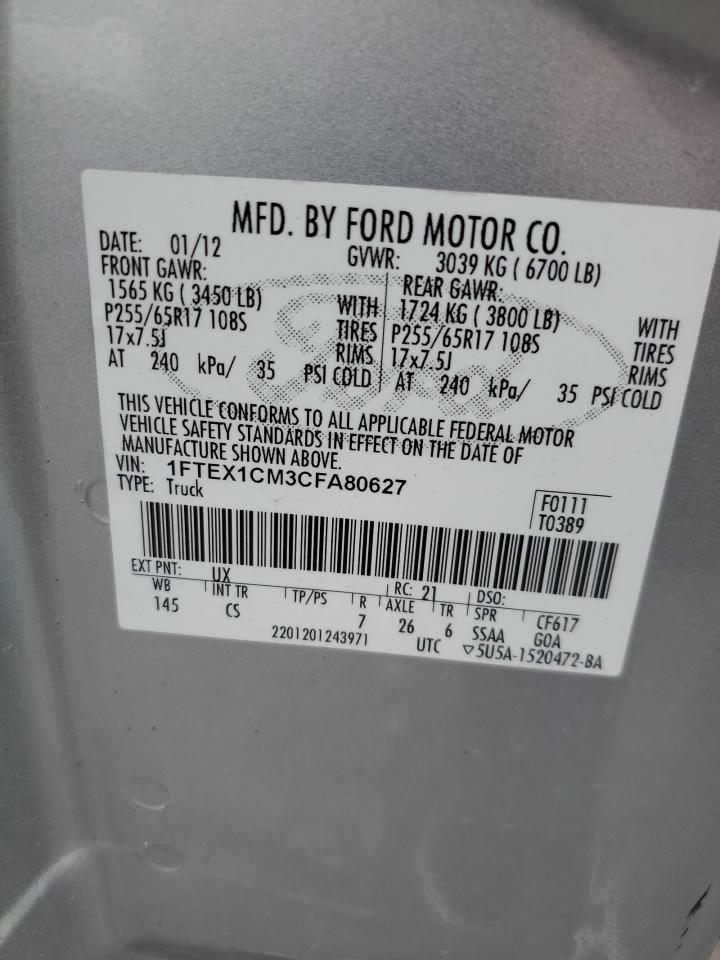 MFD. BY FORD MOTOR CO.
DATE: 01/12 GVWR: 3039 KG ( 6700 LB)
FRONT GAWR: REAR GAWR:
1565 KG ( 3450 LB) WITH 1724 KG ( 3800 LB) WITH
P255/65R17 108S TIRES P255/65R17 108S TIRES
17x7.5J RIMS 17x7.5J RIMS
AT 240 kPa/ 35 PSI COLD AT 240 kPa/ 35 PSI COLD
THIS VEHICLE CONFORMS TO ALL APPLICABLE FEDERAL MOTOR
VEHICLE SAFETY STANDARDS IN EFFECT ON THE DATE OF
MANUFACTURE SHOWN ABOVE.
VIN: 1FTEX1CM3CFA80627
TYPE: Truck
F0111
T0389
EXT PNT: UX RC: 21 DSO:
WB INT TR TP/PS R AXLE TR SPR CF617
145 CS 7 26 6 SSAA GOA
2201201243971 UTC ▽5U5A-1520472-BA
Ford